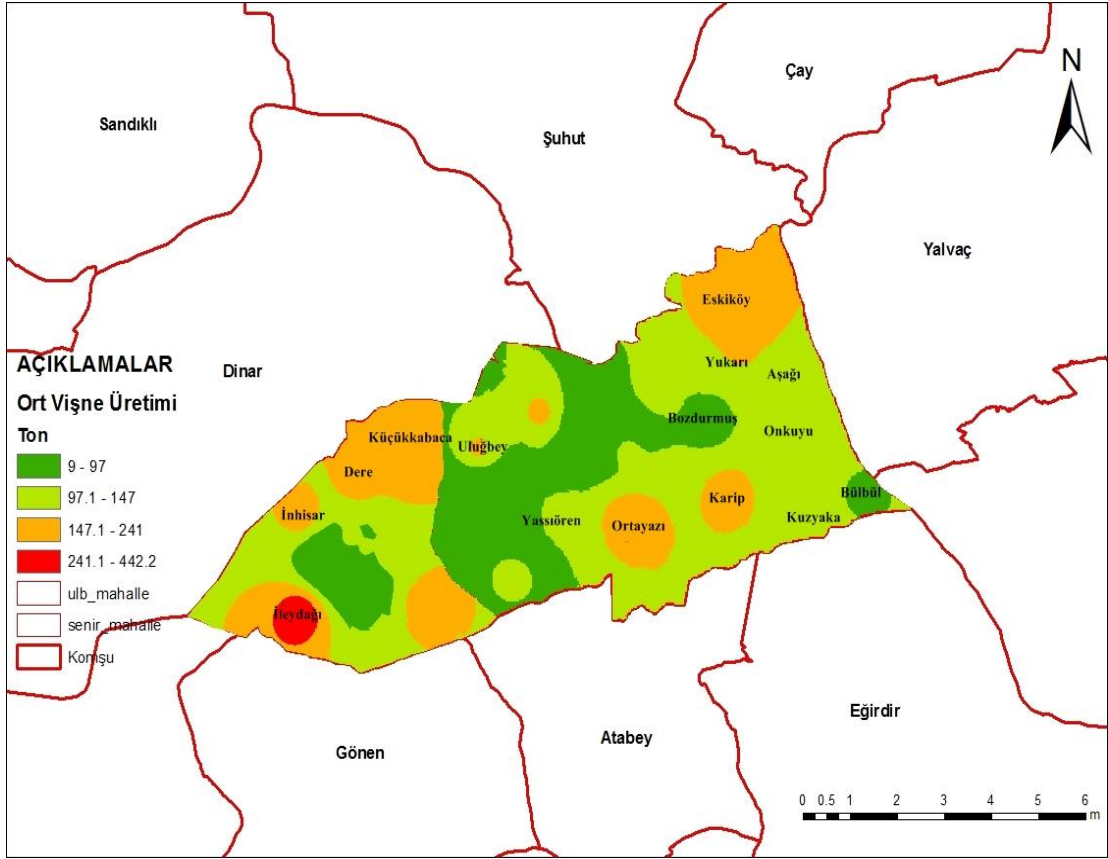 Çay
N
Sandıklı
Şuhut
Yalvaç
Eskiköy
Yukarı
Aşağı
Dinar
AÇIKLAMALAR
Ort Vişne Üretimi
Ton
9 - 97
97.1 - 147
147.1 - 241
241.1 - 442.2
ulb_mahalle
senir_mahalle
Komşu
Bozdurmuş
Onkuyu
Küçükkabaca
Uluğbey
Dere
İnhisar
Yassıören
Ortayazı
Karip
Bülbül
Kuzyaka
İleydağı
Gönen
Atabey
Eğirdir
0 0.5 1 2 3 4 5 6
m